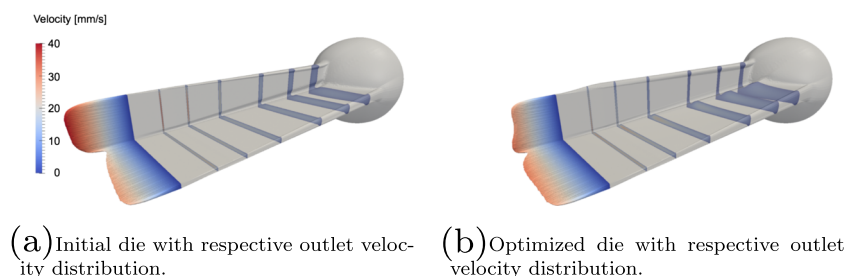 Velocity [mm/s]
40
30
20
10
0
(a) Initial die with respective outlet veloc-
ity distribution.
(b) Optimized die with respective outlet
velocity distribution.